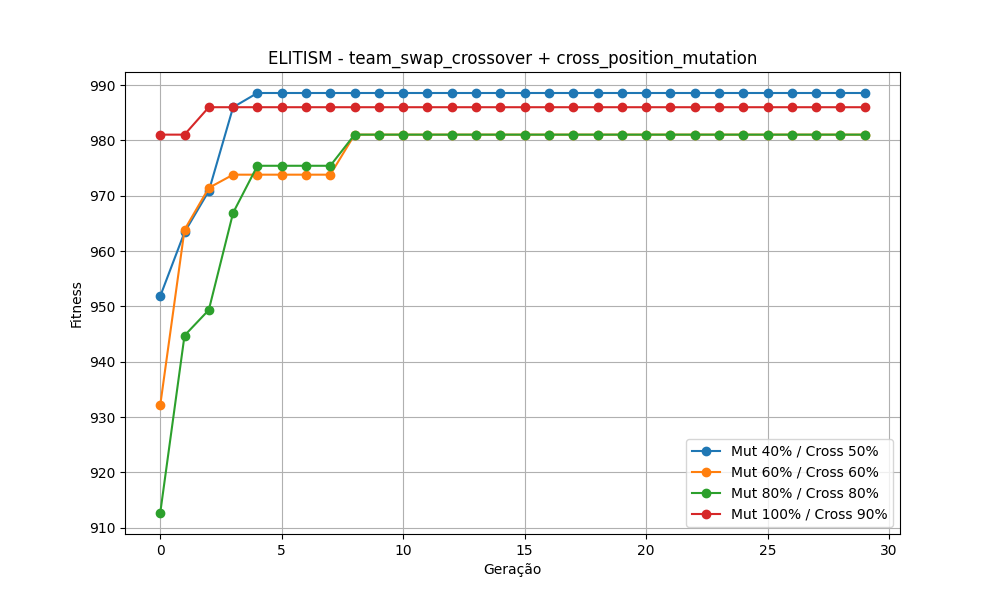 ELITISM - team_swap_crossover + cross_position_mutation
990
980
970
960
950
940
930
920
910
Fitness
0
5
10
15
20
25
30
Geração
Mut 40% / Cross 50%
Mut 60% / Cross 60%
Mut 80% / Cross 80%
Mut 100% / Cross 90%